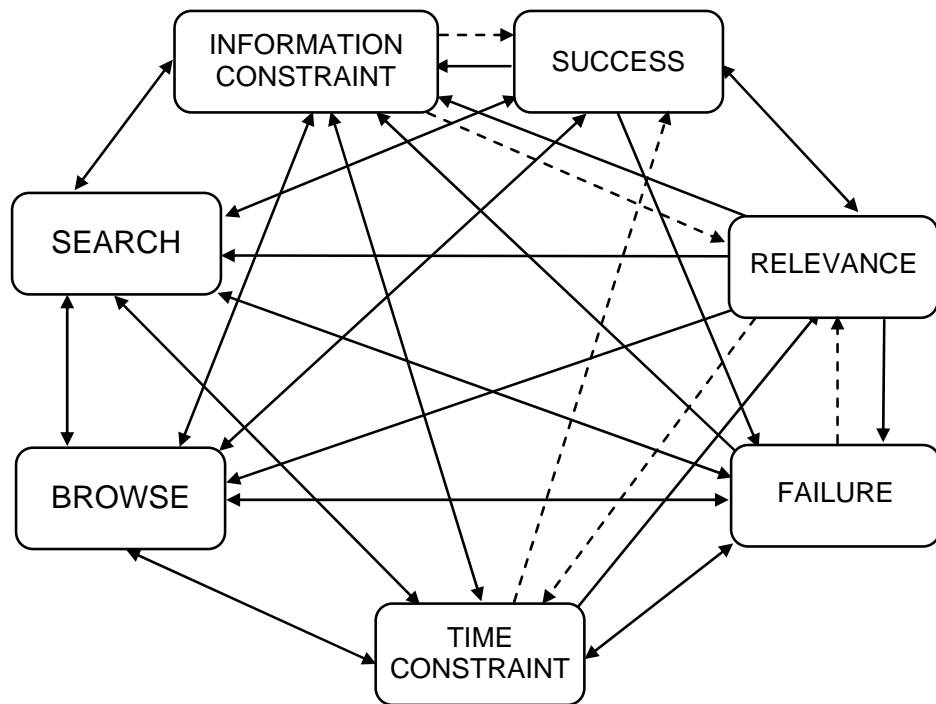 INFORMATION
CONSTRAINT
SUCCESS
SEARCH
RELEVANCE
BROWSE
FAILURE
TIME
CONSTRAINT